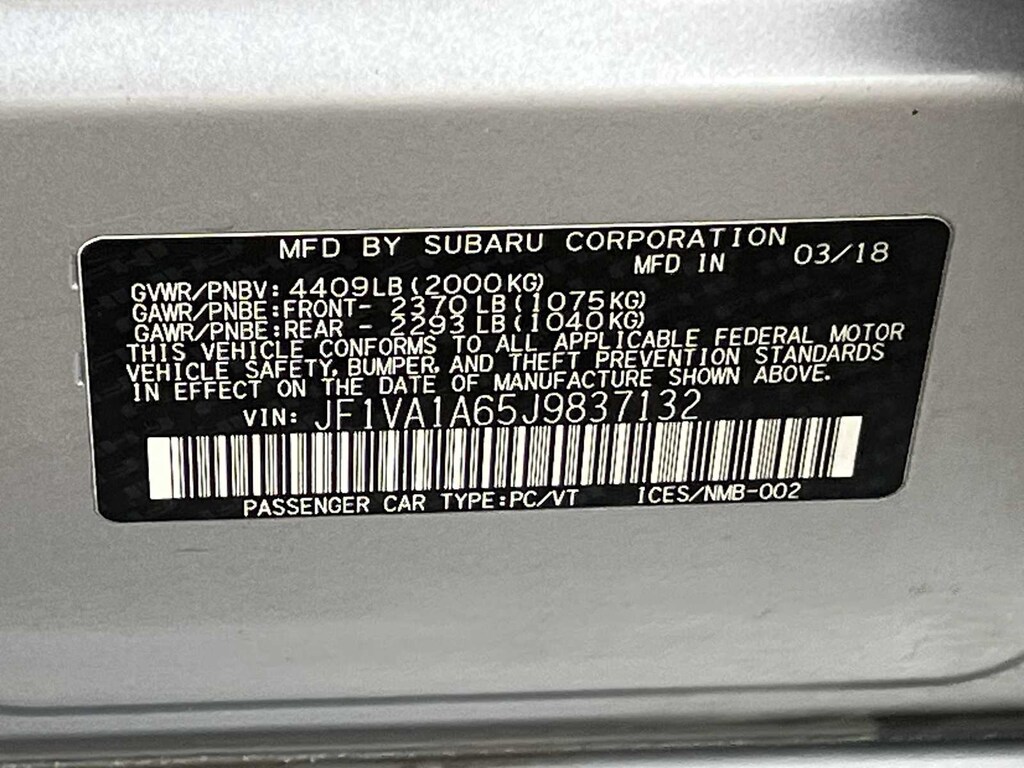 MFD BY SUBARU CORPORATION
MFD IN 03/18
GVWR/PNBV: 4409LB(2000KG)
GAWR/PNBE:FRONT- 2370LB(1075KG)
GAWR/PNBE:REAR - 2293LB(1040KG)
THIS VEHICLE CONFORMS TO ALL APPLICABLE FEDERAL MOTOR
VEHICLE SAFETY, BUMPER, AND THEFT PREVENTION STANDARDS
IN EFFECT ON THE DATE OF MANUFACTURE SHOWN ABOVE.
VIN: JF1VA1A65J9837132
PASSENGER CAR TYPE:PC/VT 1CES/NMB-002